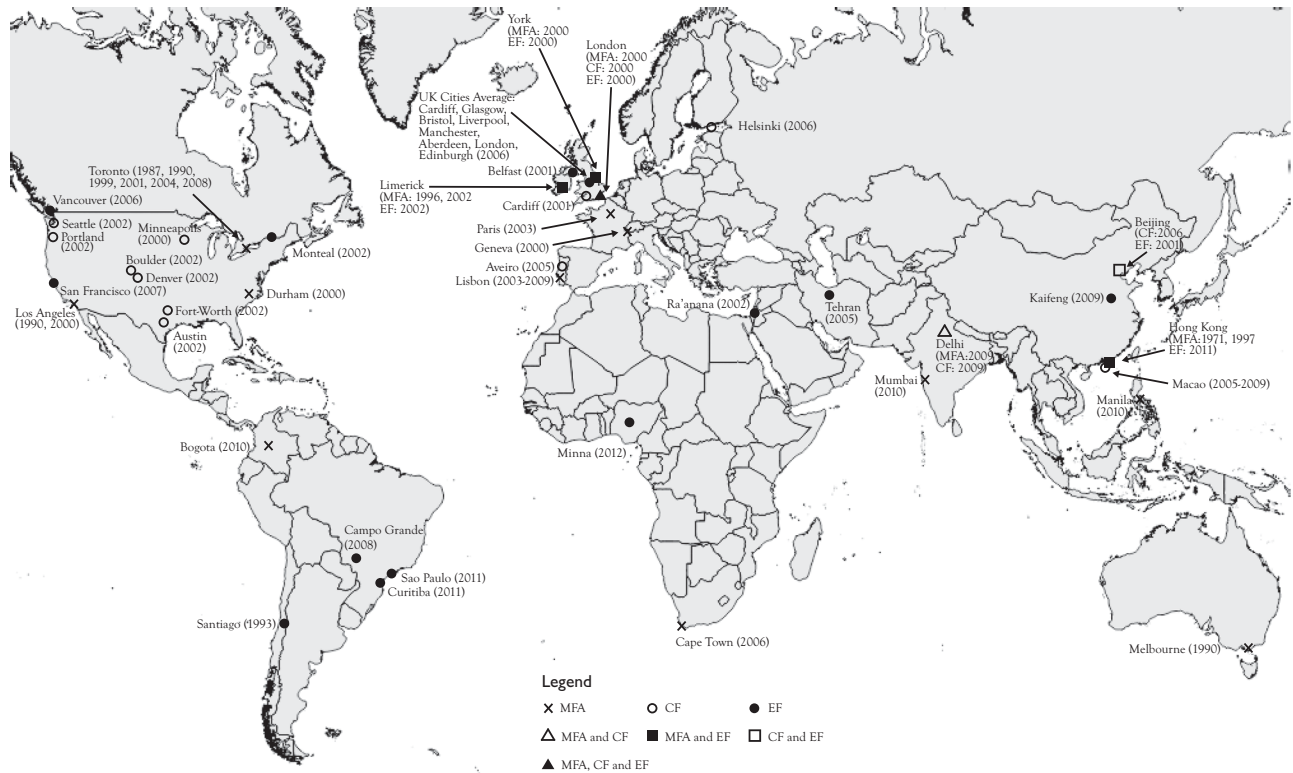 York
(MFA: 2000
EF: 2000)
London
(MFA: 2000
CF: 2000
EF: 2000)
UK Cities Average:
Cardiff, Glasgow,
Bristol, Liverpool,
Manchester,
Aberdeen, London,
Edinburgh (2006)
Helsinki (2006)
Belfast (2001)
Limerick
(MFA: 1996, 2002
EF: 2002)
Cardiff (2001)
Paris (2003)
Geneva (2000)
Aveiro (2005)
Lisbon (2003-2009)
Toronto (1987, 1990,
1999, 2001, 2004, 2008)
Vancouver (2006)
Seattle (2002)
Portland
(2002)
Minneapolis
(2000)
Monteal (2002)
Boulder (2002)
Denver (2002)
San Francisco (2007)
Durham (2000)
Los Angeles
(1990, 2000)
Fort-Worth (2002)
Austin
(2002)
Ra'anana (2002)
Tehran
(2005)
Beijing
(CF:2006
EF: 2001)
Kaifeng (2009)
Delhi
(MFA:2009
CF: 2009)
Hong Kong
(MFA:1971, 1997
EF: 2011)
Macao (2005-2009)
Mumbai
(2010)
Manila
(2010)
Bogota (2010)
Minna (2012)
Campo Grande
(2008)
Sao Paulo (2011)
Curitiba (2011)
Santiago (1993)
Cape Town (2006)
Melbourne (1990)
Legend
MFA
CF
EF
MFA and CF
MFA and EF
CF and EF
MFA, CF and EF